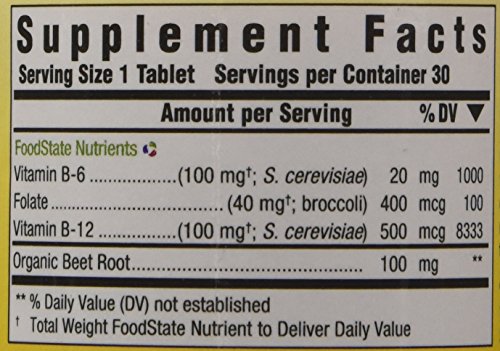 Supplement Facts
Serving Size 1 Tablet Servings per Container 30
Amount per Serving % DV ▼
FoodState Nutrients
Vitamin B-6 ..............(100 mg†; S. cerevisiae) 20 mg 1000
Folate .........................(40 mg†; broccoli) 400 mcg 100
Vitamin B-12 ............(100 mg†; S. cerevisiae) 500 mcg 8333
Organic Beet Root........................................ 100 mg **
** % Daily Value (DV) not established
† Total Weight FoodState Nutrient to Deliver Daily Value